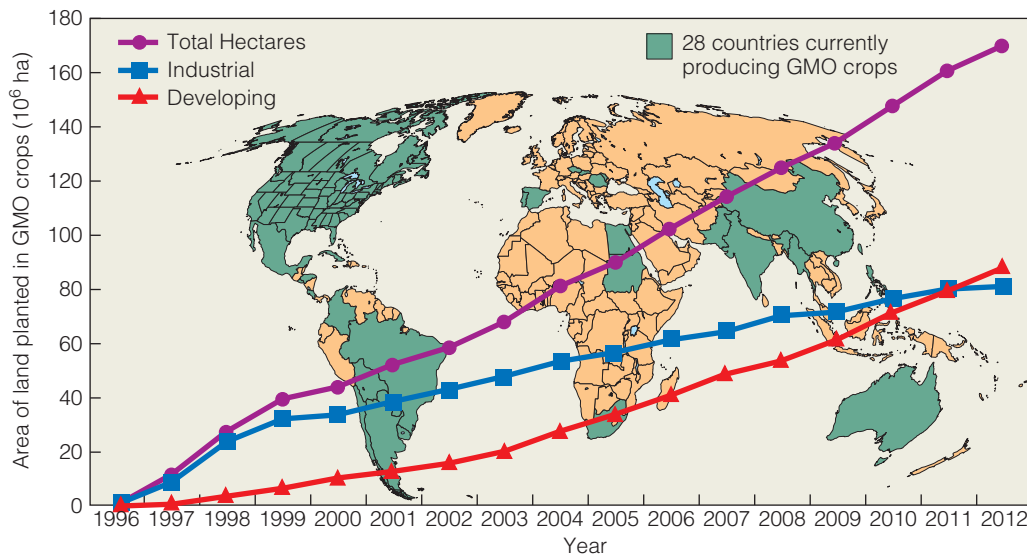 Area of land planted in GMO crops (10⁶ ha)
180
160
140
120
100
80
60
40
20
0
Total Hectares
Industrial
Developing
28 countries currently
producing GMO crops
1996 1997 1998 1999 2000 2001 2002 2003 2004 2005 2006 2007 2008 2009 2010 2011 2012
Year